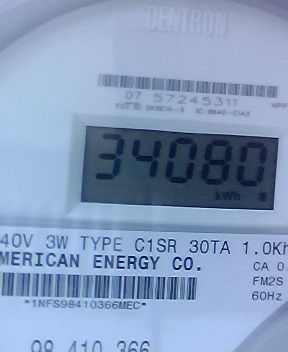 CENTRON®
07 57245311
34080
kWh
40V 3W TYPE C1SR 30TA 1.0Kh
MERICAN ENERGY CO.
CA 0.
FM2S
60Hz
*1NFS98410366MEC*
98 410 366